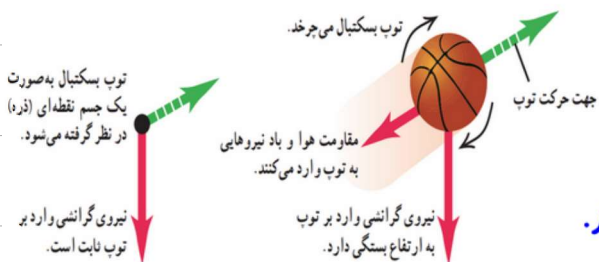 توپ بسکتبال می‌چرخد.
جهت حرکت توپ
مقاومت هوا و باد نیروهایی
به توپ وارد می‌کنند.
نیروی گرانشی وارد بر توپ
به ارتفاع بستگی دارد.
توپ بسکتبال به‌صورت
یک جسم نقطه‌ای (ذره)
در نظر گرفته می‌شود.
نیروی گرانشی وارد بر
توپ ثابت است.